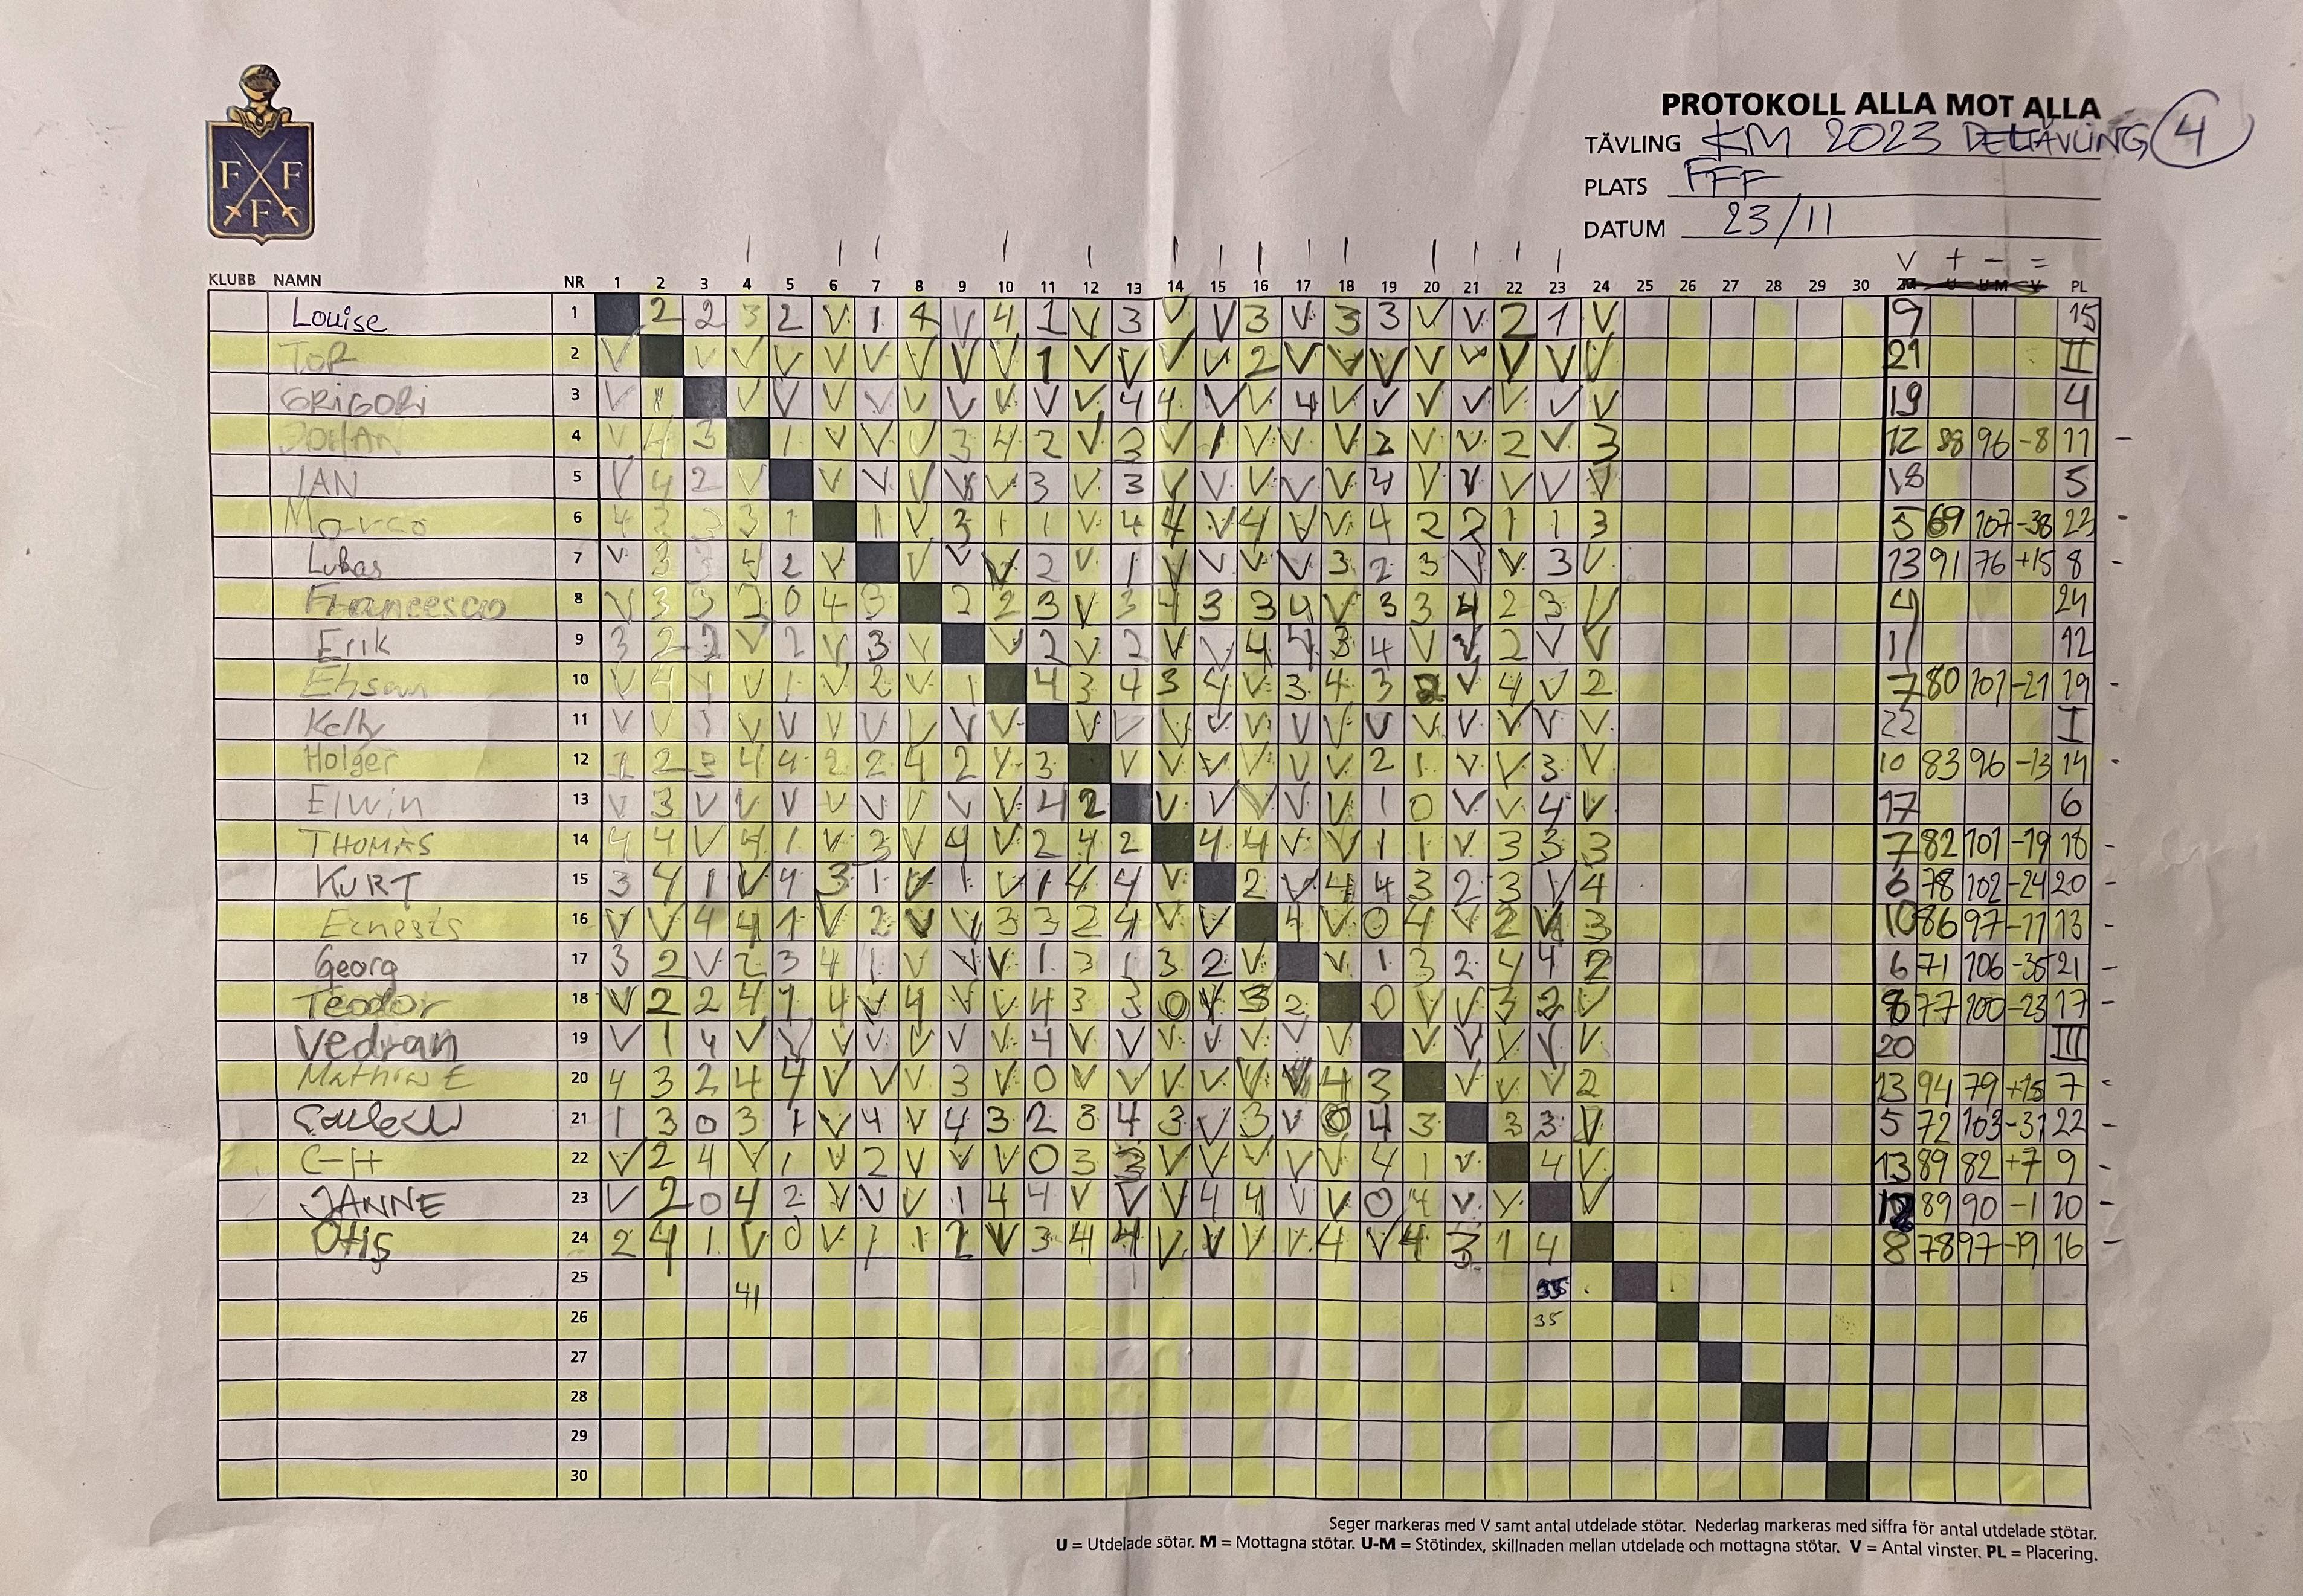 PROTOKOLL ALLA MOT ALLA
TÄVLING KM 2023 DELTÄVLING 4
PLATS FFF
DATUM 23/11
F F
F
V + - =
KLUBB NAMN NR 1 2 3 4 5 6 7 8 9 10 11 12 13 14 15 16 17 18 19 20 21 22 23 24 25 26 27 28 29 30 PL
Louise 1 2 2 3 2 V 1 4 V 4 1 V 3 V V 3 V 3 3 V V 2 1 V 9 15
TOR 2 V V V V V V V V V 1 V V V V 2 V V V V V V V V 21 II
GRIGORI 3 V V V V V V V V V V V 4 4 V V 4 V V V V V V V 19 4
JOHAN 4 V 4 3 1 V V V 3 4 2 V 3 V 1 V V V 2 V V 2 V 3 12 88 96 -8 11
IAN 5 V 4 2 V V V V V V 3 V 3 V V V V V 4 V V V V V 18 5
Marco 6 4 3 1 1 V 3 1 1 V 4 4 V 4 V V 4 2 2 1 1 3 5 69 107 -38 23
Lukas 7 V 3 3 4 2 V V V V 2 V 1 V V V V 3 2 3 V V 3 V 13 91 76 +15 8
Francesco 8 V 3 3 2 0 4 3 2 2 3 V 3 4 3 3 4 V 3 3 4 2 3 V 4 24
Erik 9 3 2 2 V 2 V 3 V V 2 V 2 V V 4 4 3 4 V V 2 V V 11 12
Ehsan 10 V 4 1 V 1 V 2 V 1 4 3 4 3 4 V 3 4 3 2 V 4 V 2 7 80 101 -21 19
Kelly 11 V V 3 V V V V V V V V V V V V V V V V V V V V 22 I
Holger 12 2 4 4 2 2 4 2 V 3 V V V V V V 2 1 V V 3 V 10 83 96 -13 14
Elwin 13 V 3 V V V V V V V V 4 2 V V V V V 1 0 V V 4 V 17 6
THOMAS 14 4 4 V 4 1 V 3 V 4 V 2 4 2 4 4 V V 1 1 V 3 3 3 7 82 101 -19 18
KURT 15 3 4 1 V 4 3 1 V 1 V 1 4 4 V 2 V 4 4 3 2 3 V 4 6 78 102 -24 20
Ernests 16 V V 4 4 1 V 2 V V 3 3 2 4 V V 4 V 0 4 V 2 V 3 10 86 97 -11 13
Georg 17 3 2 V 2 3 4 1 V V V 1 3 1 3 2 V V 1 3 2 4 4 2 6 71 106 -35 21
Teodor 18 V 2 2 4 1 4 V 4 V V 4 3 3 0 V 3 2 0 V V 3 2 V 8 77 100 -23 17
Vedran 19 V 1 4 V V V V V V V 4 V V V V V V V V V V V V 20 III
Mathias E 20 4 3 2 4 4 V V V 3 V 0 V V V V V V 4 3 V V V 2 13 94 79 +15 7
21 1 3 0 3 1 V 4 V 4 3 2 3 4 3 V 3 V 0 4 3 3 3 V 5 72 103 -31 22
C-H 22 V 2 4 V 1 V 2 V V V 0 3 3 V V V V V 4 1 V 4 V 13 89 82 +7 9
JANNE 23 V 2 0 4 2 V V V 1 4 4 V V V 4 4 V V 0 4 V V V 12 89 90 -1 10
Otis 24 2 4 1 V 0 V 1 1 2 V 3 4 4 V V V V 4 V 4 3 1 4 8 78 97 -19 16
25 41 35
26 35
27
28
29
30
Seger markeras med V samt antal utdelade stötar. Nederlag markeras med siffra för antal utdelade stötar.
U = Utdelade sötar. M = Mottagna stötar. U-M = Stötindex, skillnaden mellan utdelade och mottagna stötar. V = Antal vinster. PL = Placering.